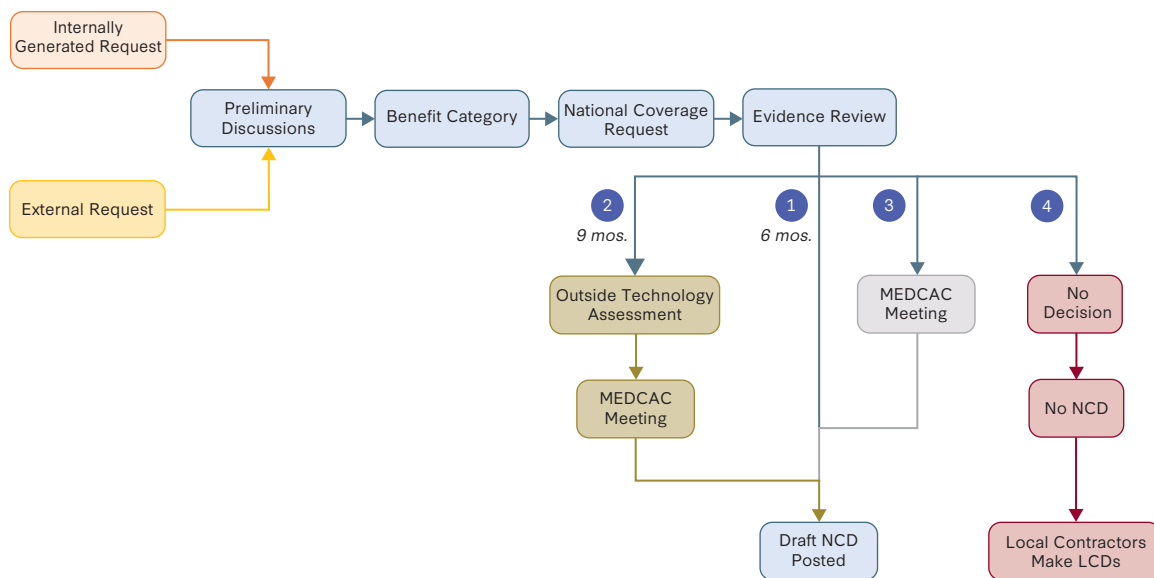 Internally
Generated Request
Preliminary
Discussions
Benefit Category
National Coverage
Request
Evidence Review
External Request
2
9 mos.
1
6 mos.
3
4
Outside Technology
Assessment
MEDCAC
Meeting
No
Decision
MEDCAC
Meeting
No NCD
Draft NCD
Posted
Local Contractors
Make LCDs